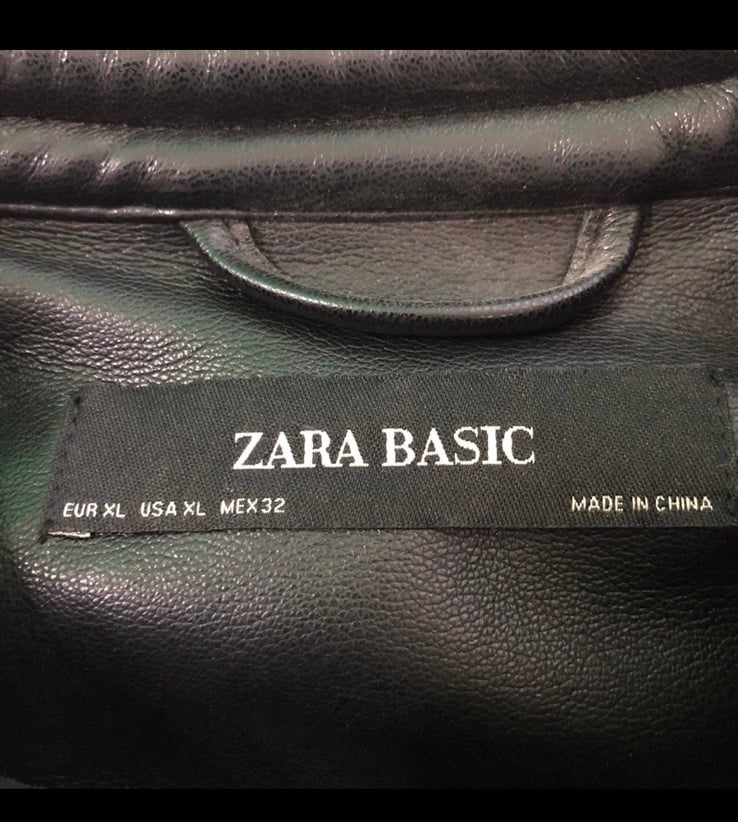 ZARA BASIC
EUR XL USA XL MEX 32 MADE IN CHINA